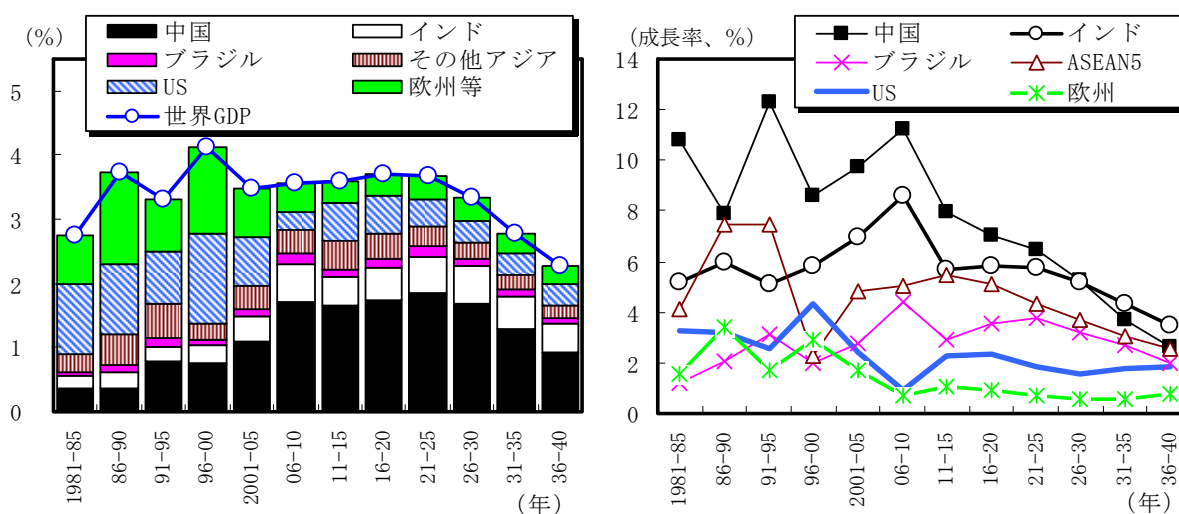 (%)
中国
インド
ブラジル
その他アジア
US
欧州等
世界GDP
5
4
3
2
1
0
1981-85
86-90
91-95
96-00
2001-05
06-10
11-15
16-20
21-25
26-30
31-35
36-40
(年)
(成長率、%)
中国
インド
ブラジル
ASEAN5
US
欧州
14
12
10
8
6
4
2
0
1981-85
86-90
91-95
96-00
2001-05
06-10
11-15
16-20
21-25
26-30
31-35
36-40
(年)